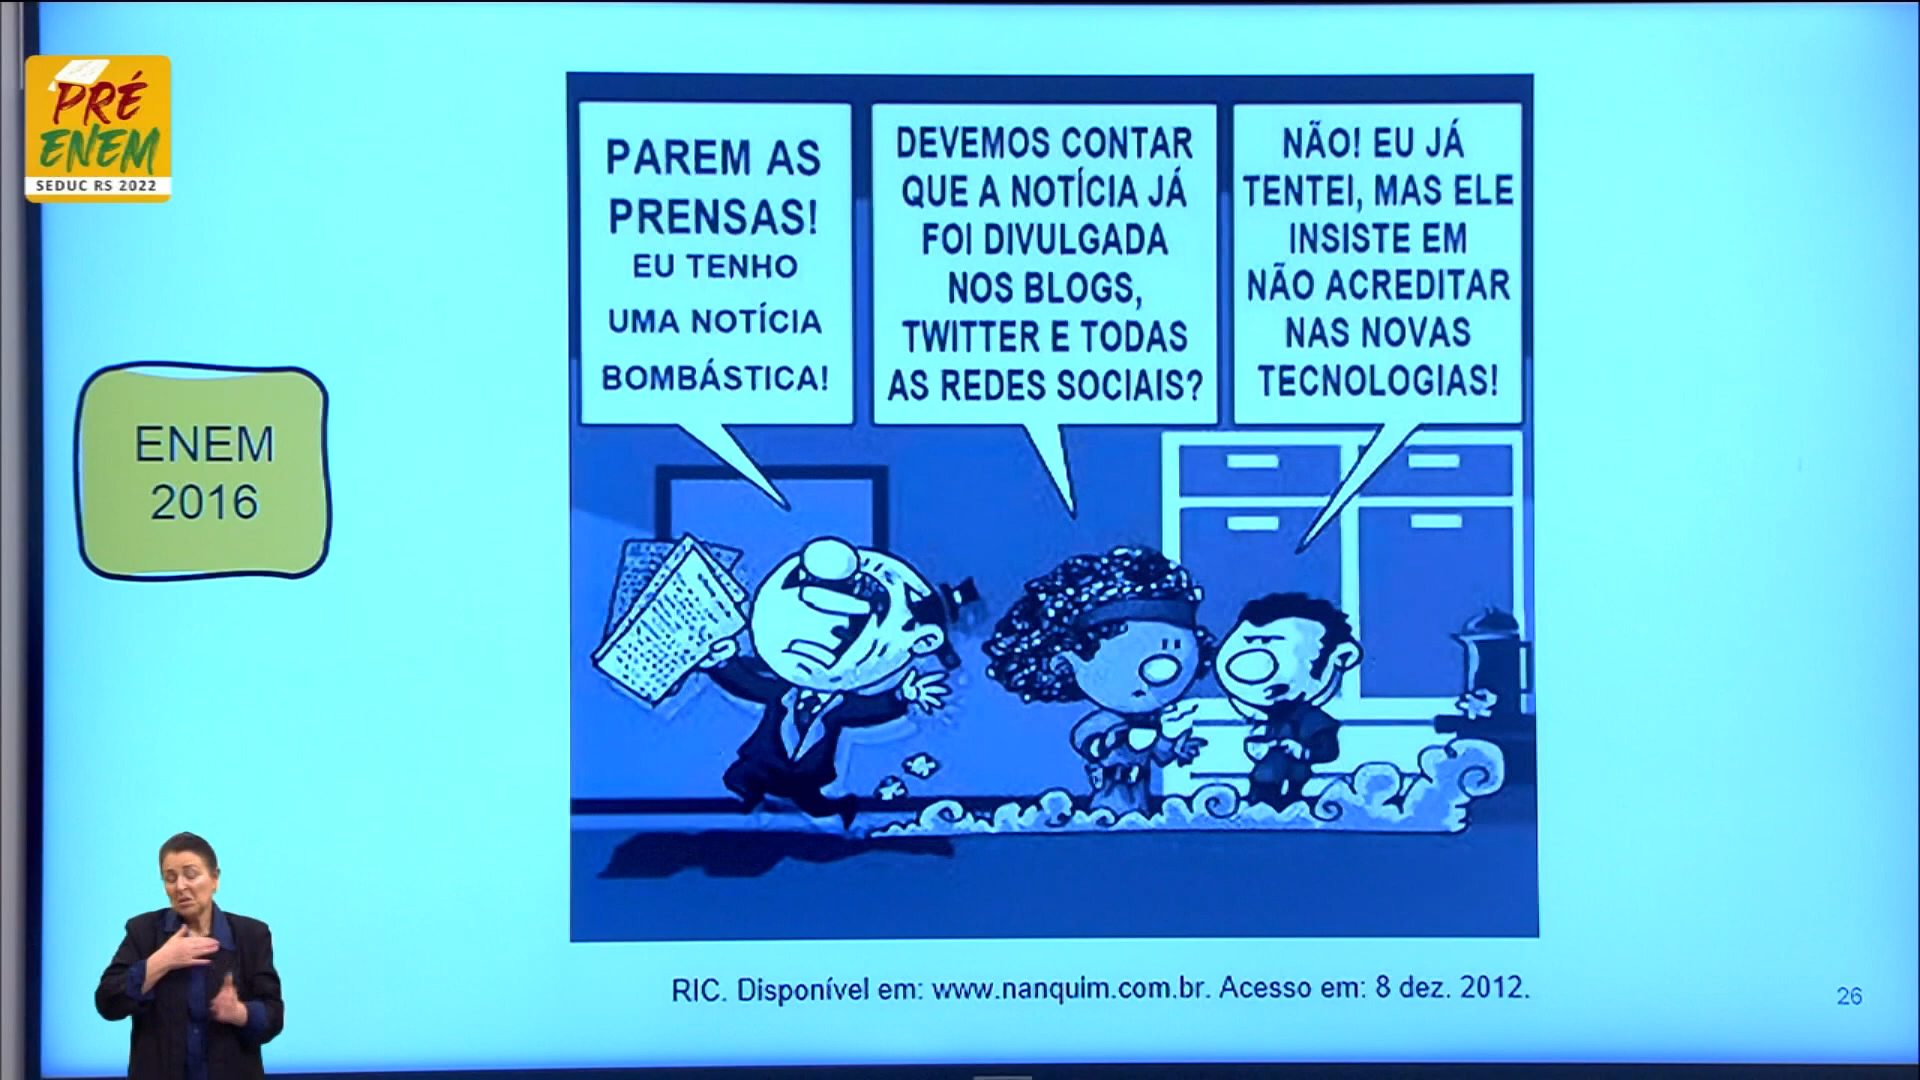 PRÉ
ENEM
SEDUC RS 2022
ENEM
2016
PAREM AS
PRENSAS!
EU TENHO
UMA NOTÍCIA
BOMBÁSTICA!
DEVEMOS CONTAR
QUE A NOTÍCIA JÁ
FOI DIVULGADA
NOS BLOGS,
TWITTER E TODAS
AS REDES SOCIAIS?
NÃO! EU JÁ
TENTEI, MAS ELE
INSISTE EM
NÃO ACREDITAR
NAS NOVAS
TECNOLOGIAS!
RIC. Disponível em: www.nanquim.com.br. Acesso em: 8 dez. 2012.
26